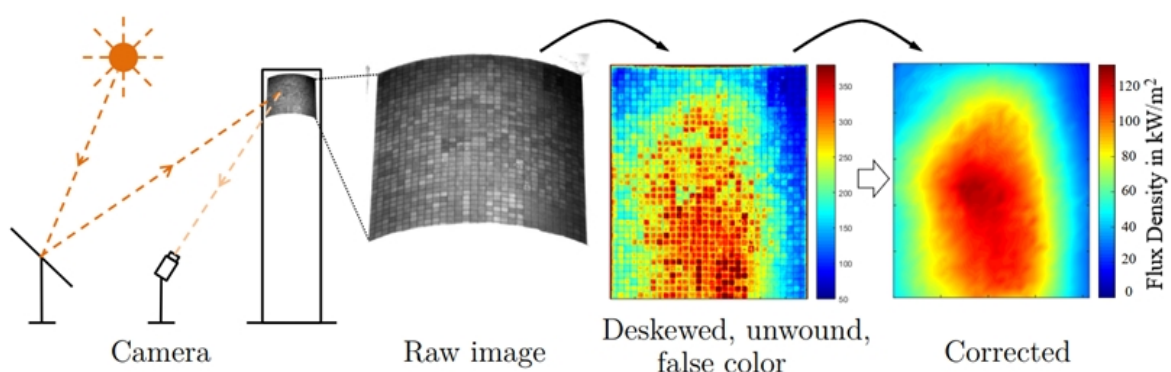 350
300
250
200
150
100
50
120
100
80
60
40
20
0
Flux Density in kW/m²
Camera
Raw image
Deskewed, unwound,
false color
Corrected